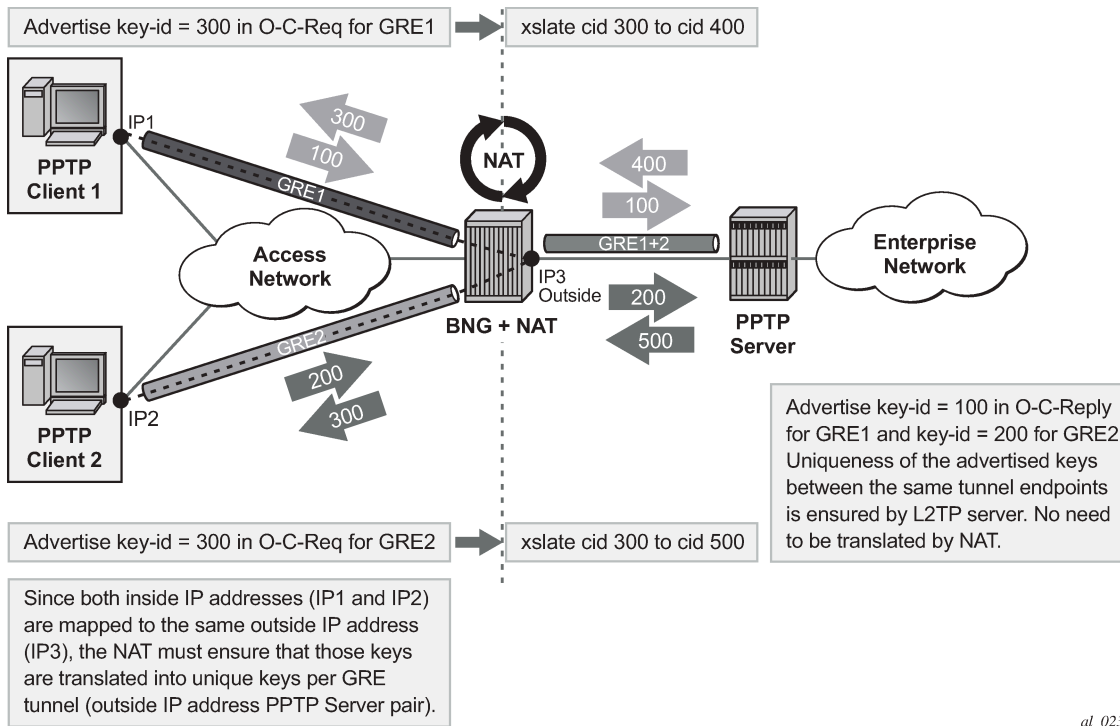 Advertise key-id = 300 in O-C-Req for GRE1
xslate cid 300 to cid 400
IP1
PPTP
Client 1
300
100
GRE1
NAT
400
100
GRE1+2
Access
Network
IP3
Outside
BNG + NAT
200
500
PPTP
Server
Enterprise
Network
GRE2
200
300
IP2
PPTP
Client 2
Advertise key-id = 100 in O-C-Reply
for GRE1 and key-id = 200 for GRE2
Uniqueness of the advertised keys
between the same tunnel endpoints
is ensured by L2TP server. No need
to be translated by NAT.
Advertise key-id = 300 in O-C-Req for GRE2
xslate cid 300 to cid 500
Since both inside IP addresses (IP1 and IP2)
are mapped to the same outside IP address
(IP3), the NAT must ensure that those keys
are translated into unique keys per GRE
tunnel (outside IP address PPTP Server pair).
al_02